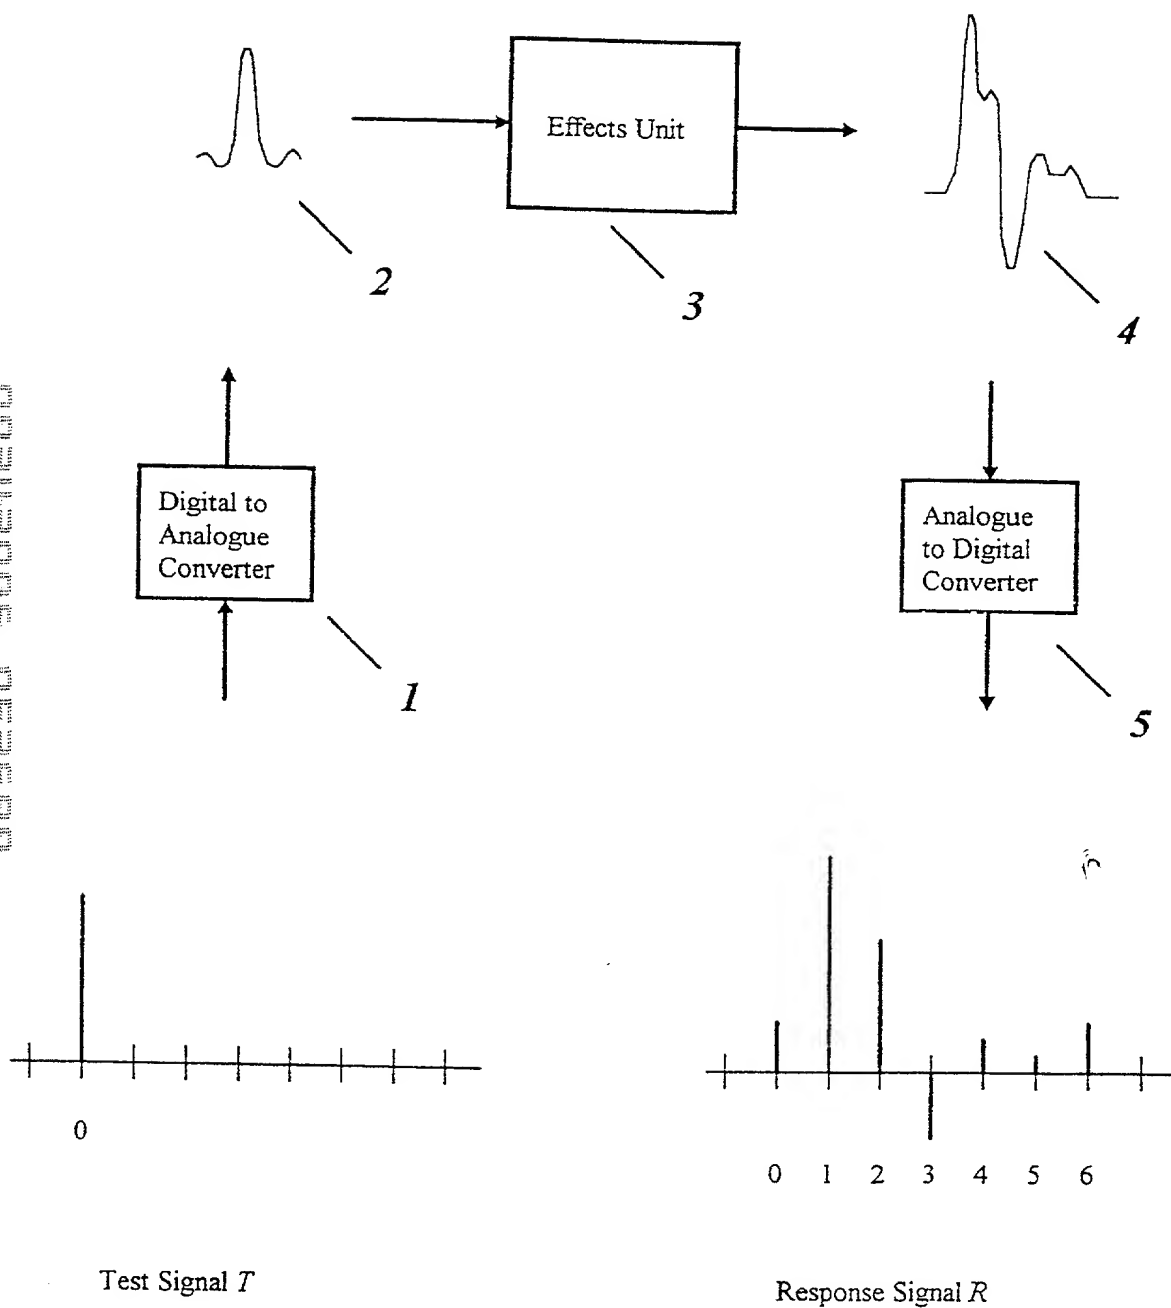 Effects Unit
2
3
4
Digital to
Analogue
Converter
Analogue
to Digital
Converter
1
5
0
0 1 2 3 4 5 6
Test Signal T
Response Signal R